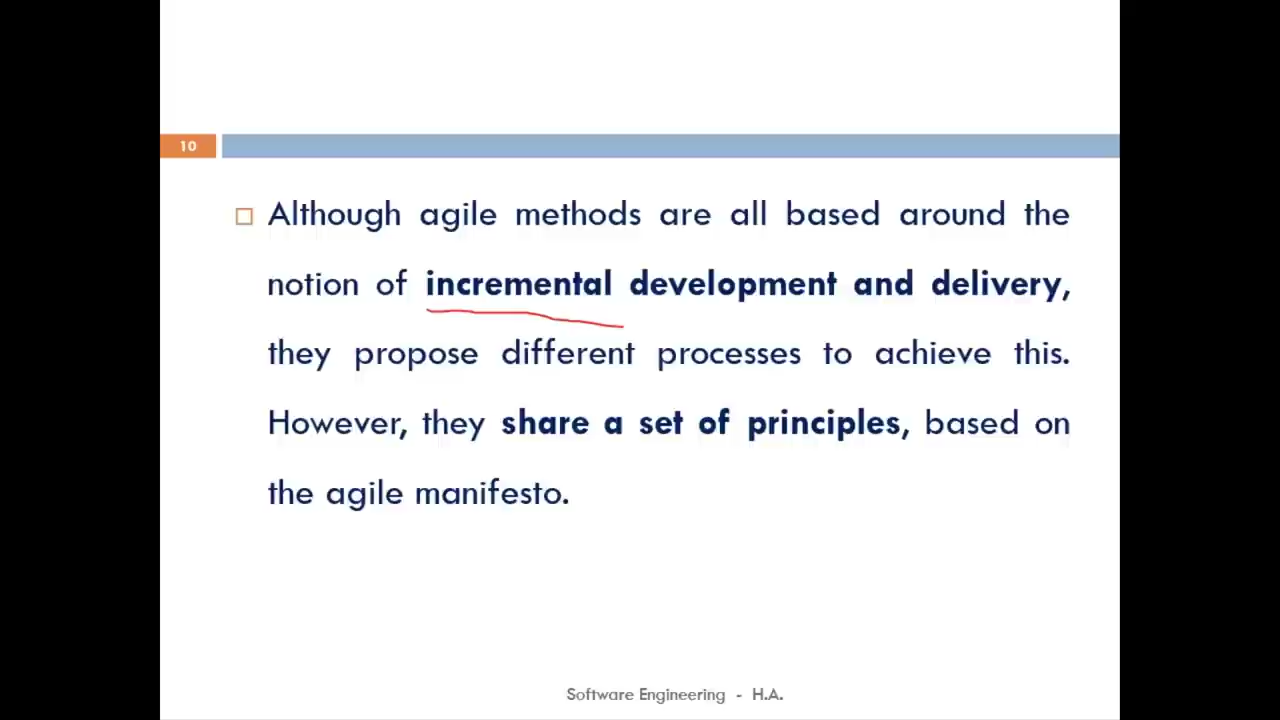 10
Although agile methods are all based around the
notion of incremental development and delivery,
they propose different processes to achieve this.
However, they share a set of principles, based on
the agile manifesto.
Software Engineering - H.A.